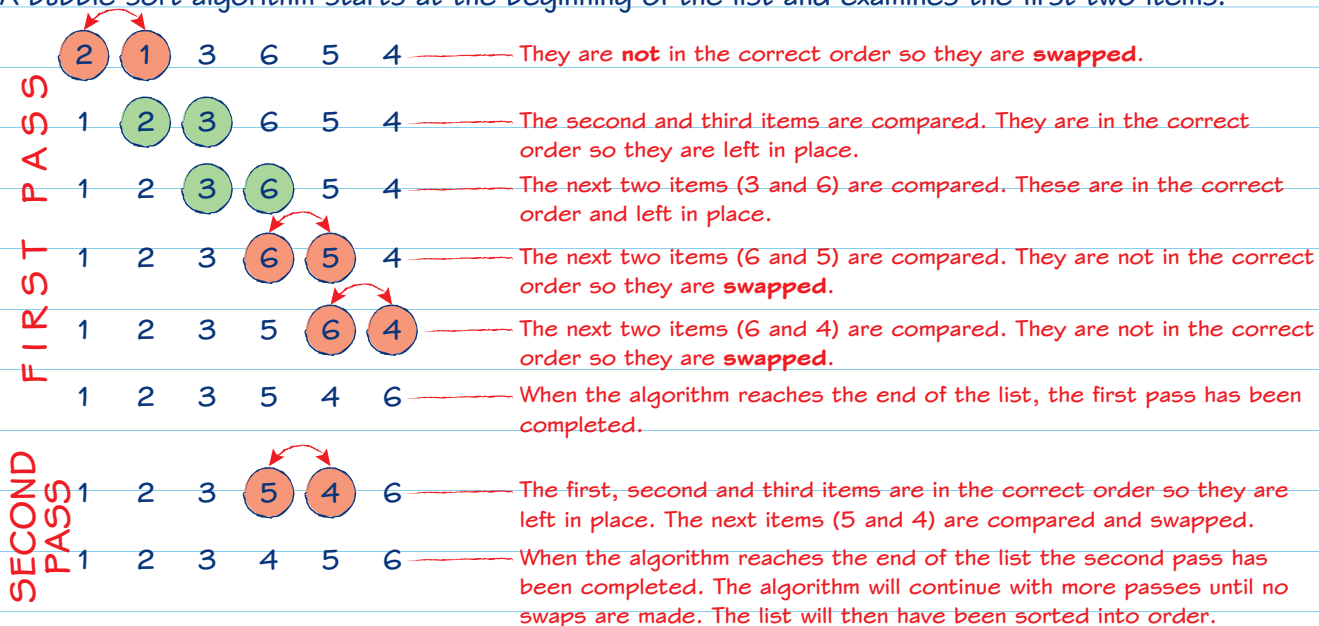 A bubble sort algorithm starts at the beginning of the list and examines the first two items.
2 1 3 6 5 4 They are not in the correct order so they are swapped.
FIRST PASS
1 2 3 6 5 4 The second and third items are compared. They are in the correct
order so they are left in place.
1 2 3 6 5 4 The next two items (3 and 6) are compared. These are in the correct
order and left in place.
1 2 3 6 5 4 The next two items (6 and 5) are compared. They are not in the correct
order so they are swapped.
1 2 3 5 6 4 The next two items (6 and 4) are compared. They are not in the correct
order so they are swapped.
1 2 3 5 4 6 When the algorithm reaches the end of the list, the first pass has been
completed.
SECOND
PASS
1 2 3 5 4 6 The first, second and third items are in the correct order so they are
left in place. The next items (5 and 4) are compared and swapped.
1 2 3 4 5 6 When the algorithm reaches the end of the list the second pass has
been completed. The algorithm will continue with more passes until no
swaps are made. The list will then have been sorted into order.